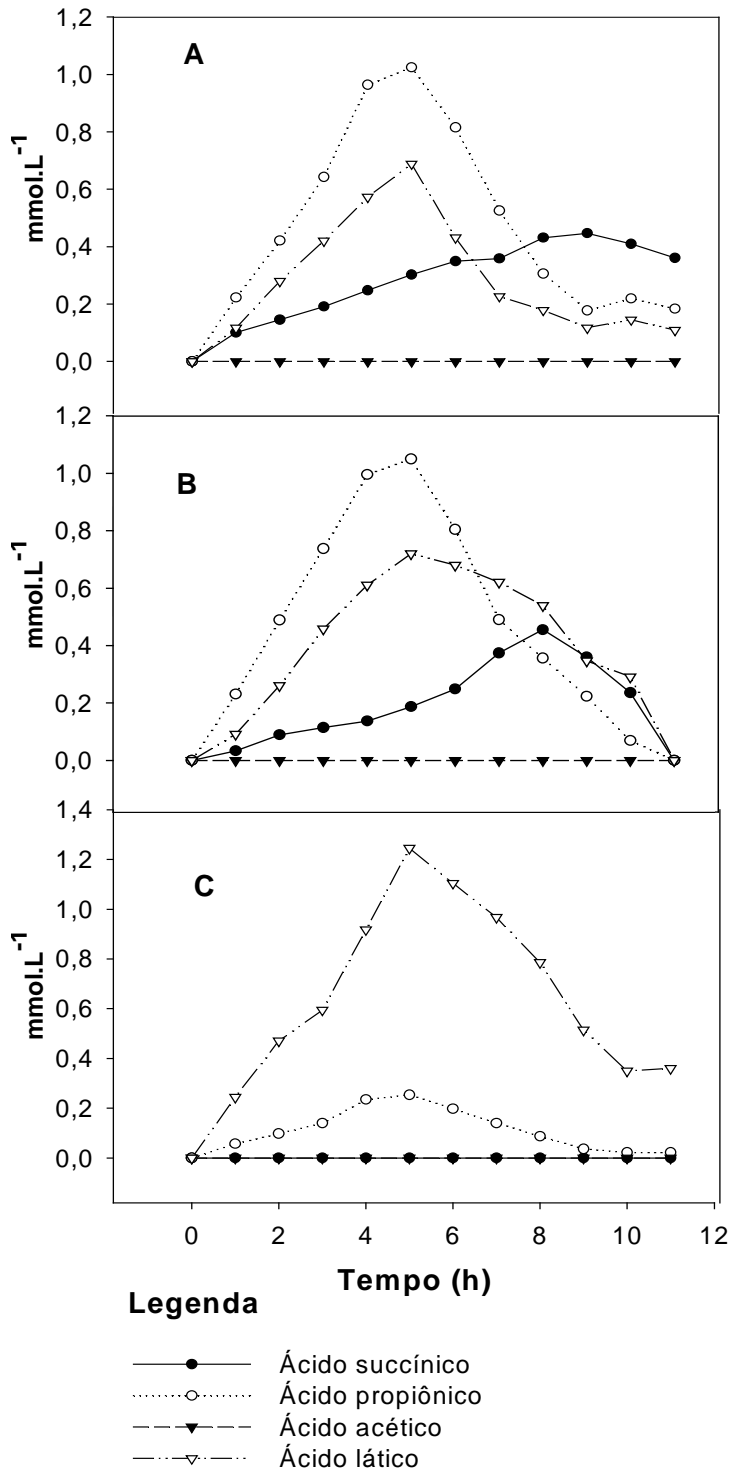 1,2
A
1,0
0,8
mmol.L-1
0,6
0,4
0,2
0,0
1,2
B
1,0
0,8
mmol.L-1
0,6
0,4
0,2
0,0
1,4
1,2
C
1,0
0,8
mmol.L-1
0,6
0,4
0,2
0,0
0 2 4 6 8 10 12
Tempo (h)
Legenda
Ácido succínico
Ácido propiônico
Ácido acético
Ácido lático